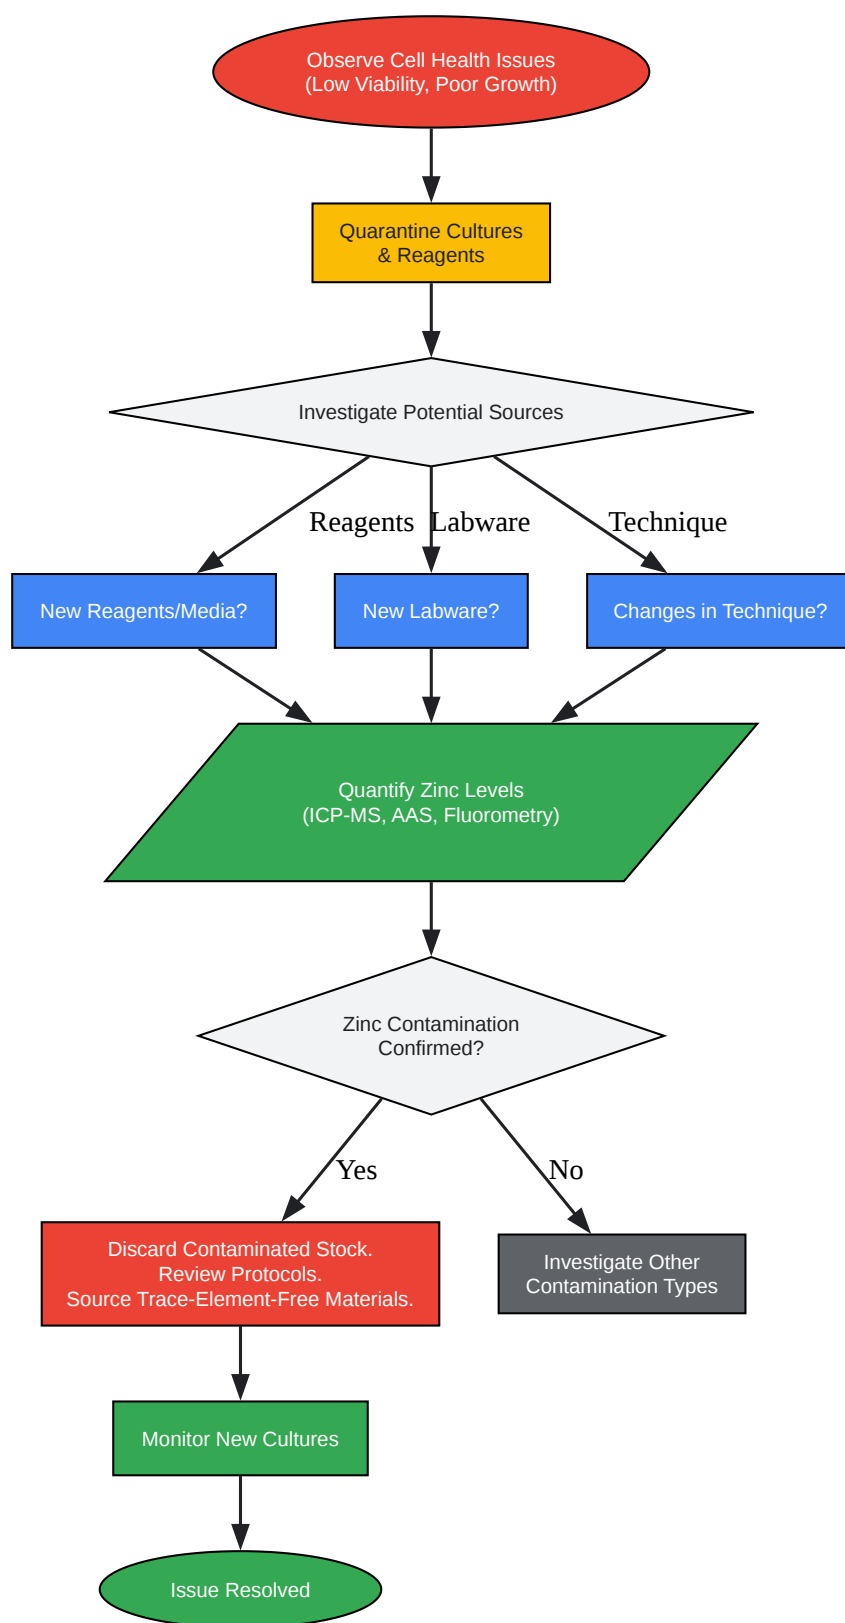 Observe Cell Health Issues
(Low Viability, Poor Growth)
Quarantine Cultures
& Reagents
Investigate Potential Sources
Reagents
Labware
Technique
New Reagents/Media?
New Labware?
Changes in Technique?
Quantify Zinc Levels
(ICP-MS, AAS, Fluorometry)
Zinc Contamination
Confirmed?
Yes
No
Discard Contaminated Stock.
Review Protocols.
Source Trace-Element-Free Materials.
Investigate Other
Contamination Types
Monitor New Cultures
Issue Resolved